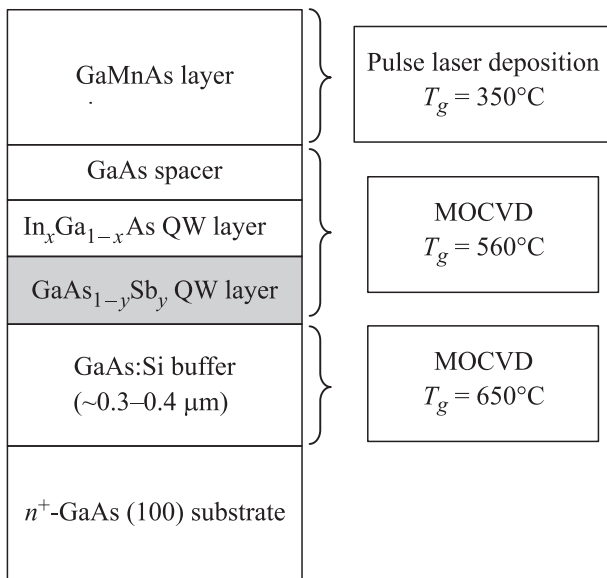 GaMnAs layer
Pulse laser deposition
T_g = 350°C
GaAs spacer
In_xGa_{1−x}As QW layer
MOCVD
T_g = 560°C
GaAs_{1−y}Sb_y QW layer
GaAs:Si buffer
(~0.3–0.4 μm)
MOCVD
T_g = 650°C
n^+-GaAs (100) substrate